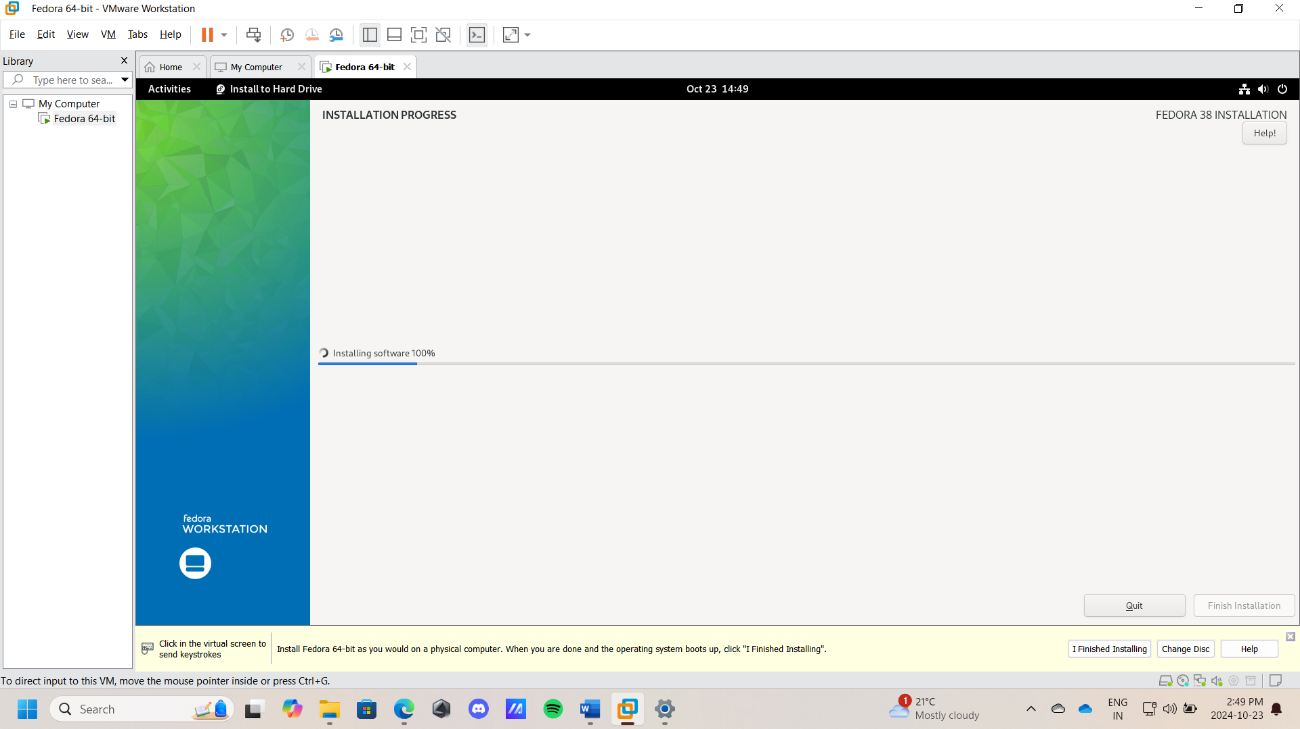 Fedora 64-bit - VMware Workstation
File Edit View VM Tabs Help
Library
Home My Computer Fedora 64-bit
Type here to sea...
My Computer
Fedora 64-bit
Activities Install to Hard Drive Oct 23 14:49
INSTALLATION PROGRESS FEDORA 38 INSTALLATION
Help!
Installing software 100%
fedora
WORKSTATION
Quit Finish Installation
Click in the virtual screen to
send keystrokes
Install Fedora 64-bit as you would on a physical computer. When you are done and the operating system boots up, click "I Finished Installing".
I Finished Installing Change Disc Help
To direct input to this VM, move the mouse pointer inside or press Ctrl+G.
Search
1
21°C
Mostly cloudy
ENG
IN
2:49 PM
2024-10-23